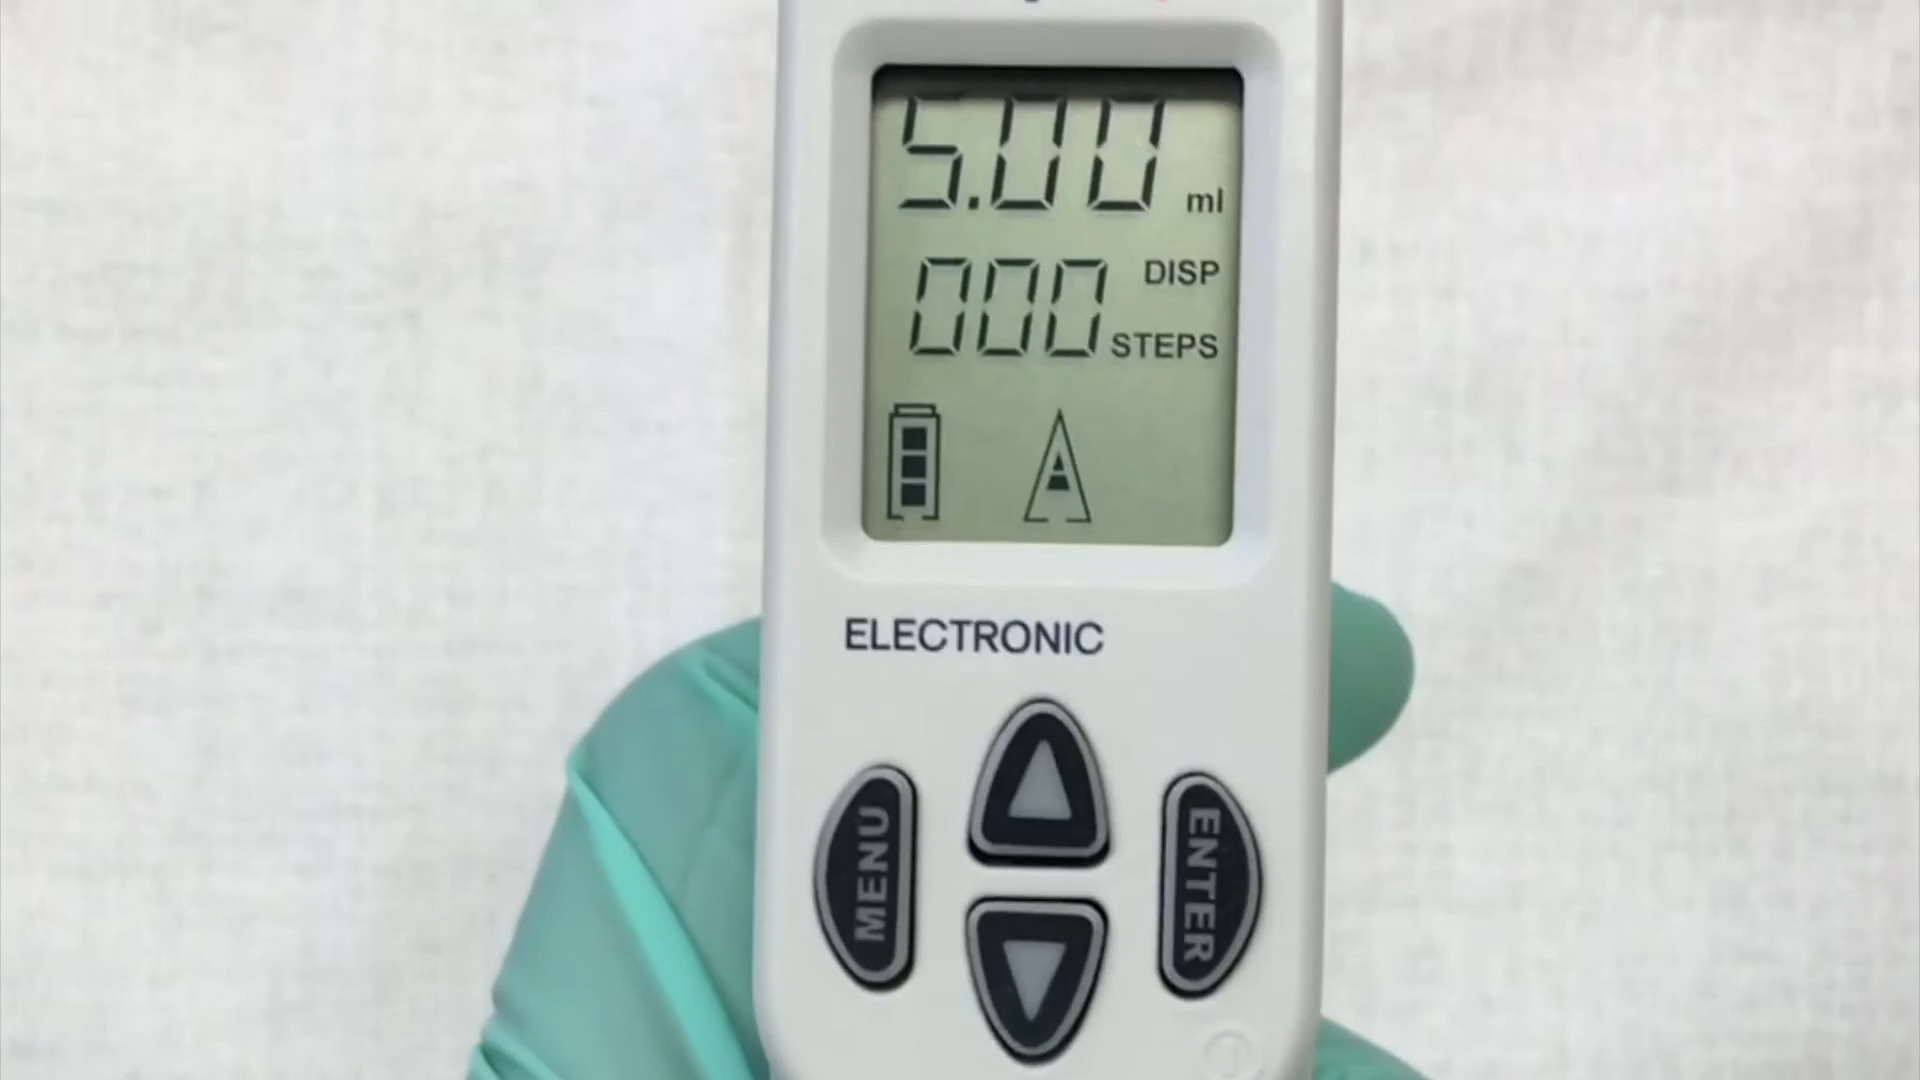 5.00 ml
DISP
000 STEPS
ELECTRONIC
MENU
ENTER